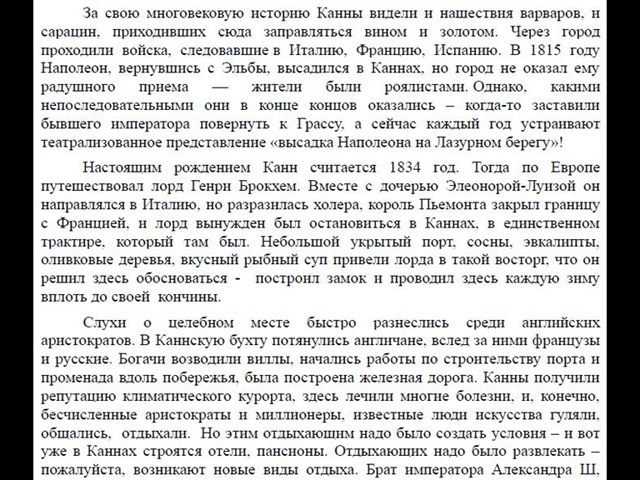 За свою многовековую историю Канны видели и нашествия варваров, и
сарацин, приходивших сюда заправляться вином и золотом. Через город
проходили войска, следовавшие в Италию, Францию, Испанию. В 1815 году
Наполеон, вернувшись с Эльбы, высадился в Каннах, но город не оказал ему
радушного приема — жители были роялистами. Однако, какими
непоследовательными они в конце концов оказались – когда-то заставили
бывшего императора повернуть к Грассу, а сейчас каждый год устраивают
театрализованное представление «высадка Наполеона на Лазурном берегу»!
Настоящим рождением Канн считается 1834 год. Тогда по Европе
путешествовал лорд Генри Брокхем. Вместе с дочерью Элеонорой-Луизой он
направлялся в Италию, но разразилась холера, король Пьемонта закрыл границу
с Францией, и лорд вынужден был остановиться в Каннах, в единственном
трактире, который там был. Небольшой укрытый порт, сосны, эвкалипты,
оливковые деревья, вкусный рыбный суп привели лорда в такой восторг, что он
решил здесь обосноваться - построил замок и проводил здесь каждую зиму
вплоть до своей кончины.
Слухи о целебном месте быстро разнеслись среди английских
аристократов. В Каннскую бухту потянулись англичане, вслед за ними французы
и русские. Богачи возводили виллы, начались работы по строительству порта и
променада вдоль побережья, была построена железная дорога. Канны получили
репутацию климатического курорта, здесь лечили многие болезни, и, конечно,
бесчисленные аристократы и миллионеры, известные люди искусства гуляли,
общались, отдыхали. Но этим отдыхающим надо было создать условия – и вот
уже в Каннах строятся отели, пансионы. Отдыхающих надо было развлекать –
пожалуйста, возникают новые виды отдыха. Брат императора Александра Ш,